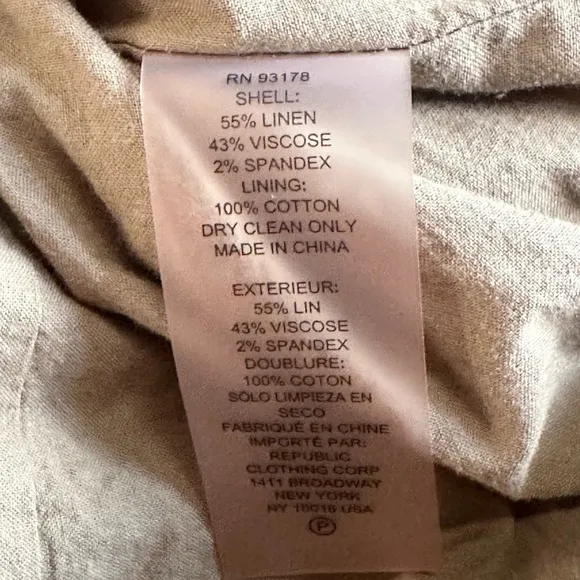 RN 93178
SHELL:
55% LINEN
43% VISCOSE
2% SPANDEX
LINING:
100% COTTON
DRY CLEAN ONLY
MADE IN CHINA
EXTERIEUR:
55% LIN
43% VISCOSE
2% SPANDEX
DOUBLURE:
100% COTON
SÓLO LIMPIEZA EN
SECO
FABRIQUÉ EN CHINE
IMPORTÉ PAR:
REPUBLIC
CLOTHING CORP
1411 BROADWAY
NEW YORK
NY 10018 USA
P